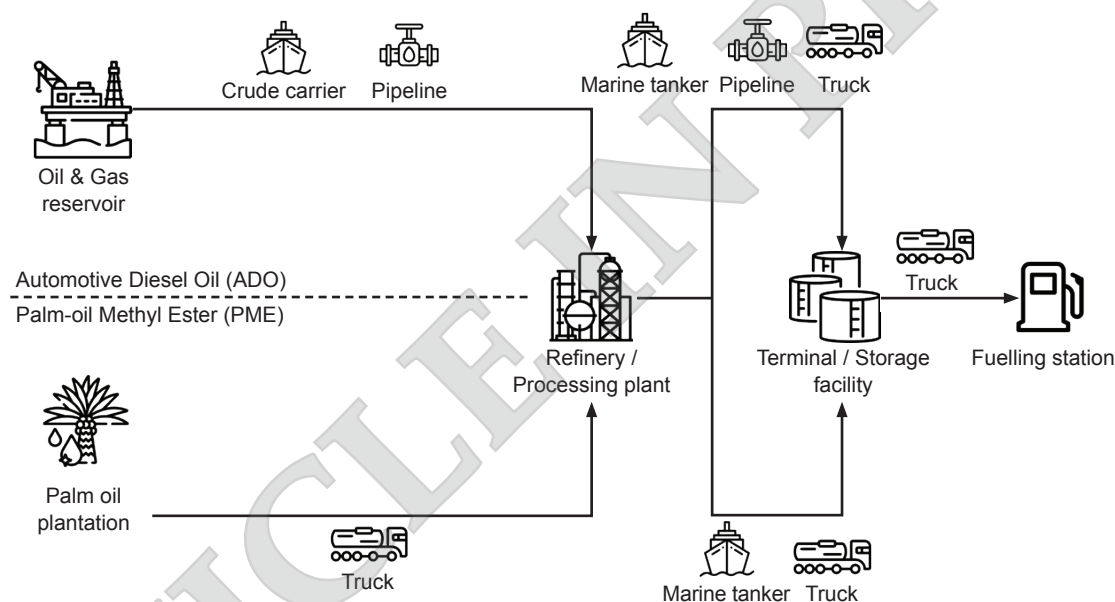 Crude carrier
Pipeline
Marine tanker
Pipeline
Truck
Oil & Gas
reservoir
Automotive Diesel Oil (ADO)
Palm-oil Methyl Ester (PME)
Truck
Refinery /
Processing plant
Terminal / Storage
facility
Fuelling station
Palm oil
plantation
Truck
Marine tanker
Truck